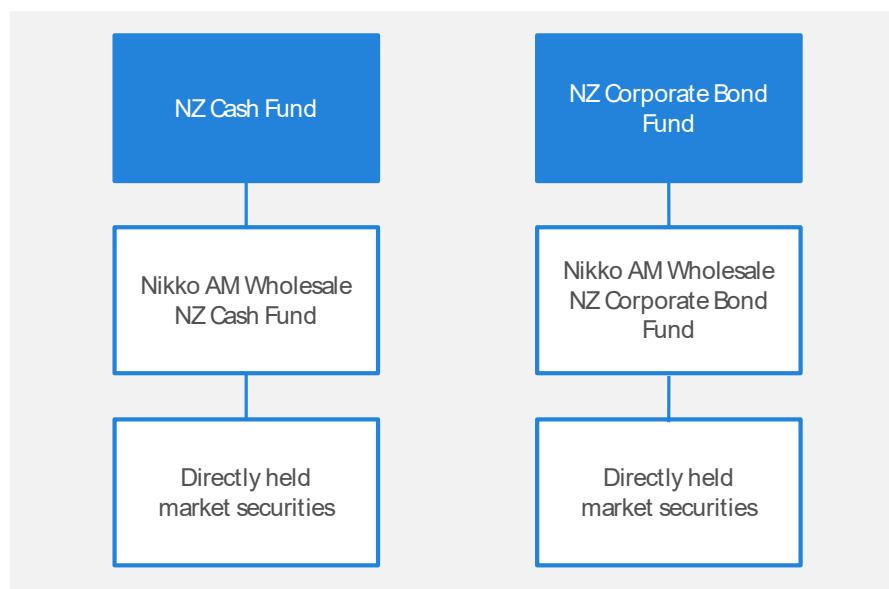 NZ Cash Fund
NZ Corporate Bond
Fund
Nikko AM Wholesale
NZ Cash Fund
Nikko AM Wholesale
NZ Corporate Bond
Fund
Directly held
market securities
Directly held
market securities